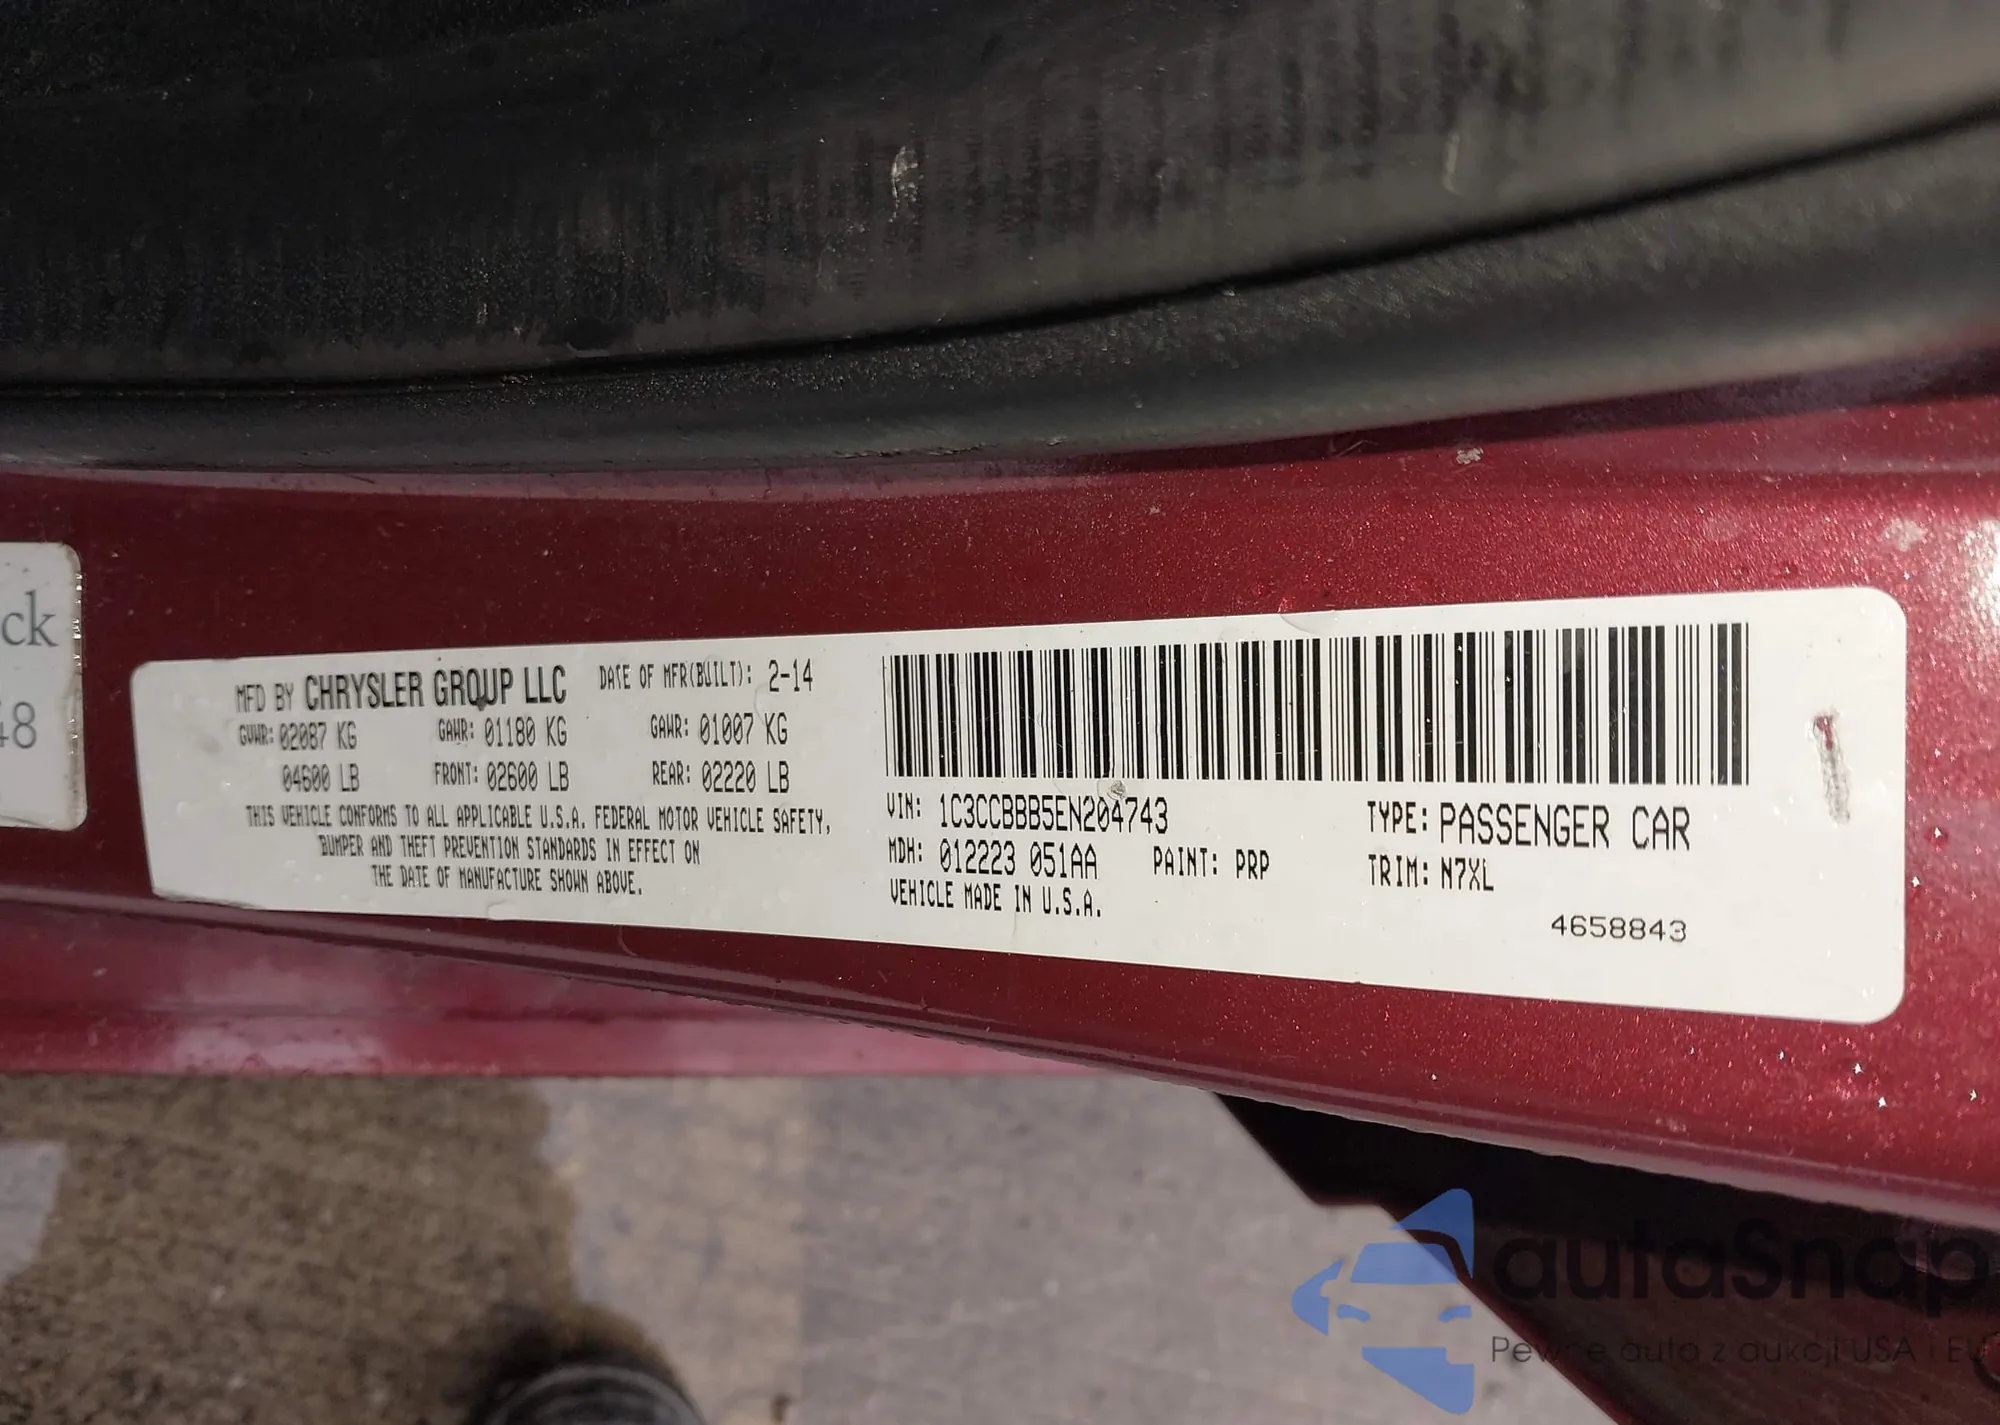 ck
48
MFD BY CHRYSLER GROUP LLC DATE OF MFR(BUILT): 2-14
GVWR: 02087 KG GAWR: 01180 KG GAWR: 01007 KG
04600 LB FRONT: 02600 LB REAR: 02220 LB
THIS VEHICLE CONFORMS TO ALL APPLICABLE U.S.A. FEDERAL MOTOR VEHICLE SAFETY,
BUMPER AND THEFT PREVENTION STANDARDS IN EFFECT ON
THE DATE OF MANUFACTURE SHOWN ABOVE.
VIN: 1C3CCBBB5EN204743 TYPE: PASSENGER CAR
MDH: 012223 051AA PAINT: PRP TRIM: N7XL
VEHICLE MADE IN U.S.A.
4658843
autaSnap
Pewne auta z aukcji USA i EU